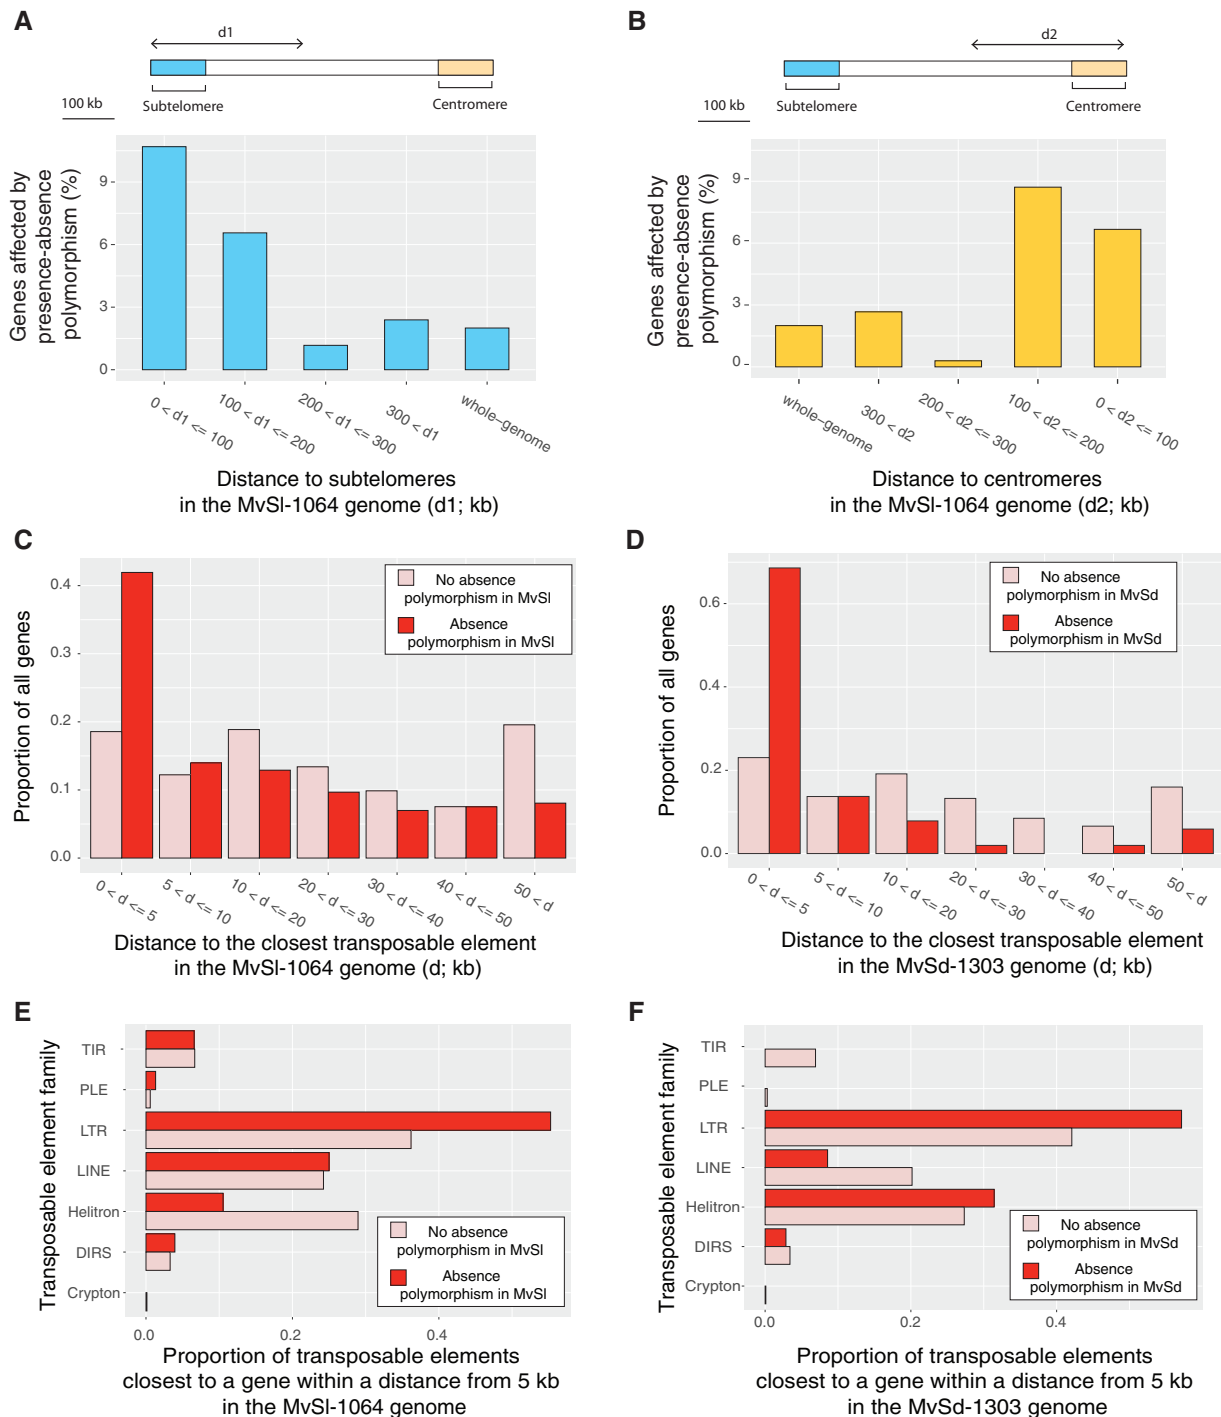 A
d1
Subtelomere
Centromere
100 kb
Genes affected by
presence-absence
polymorphism (%)
9
6
3
0
0 < d1 <= 100
100 < d1 <= 200
200 < d1 <= 300
300 < d1
whole-genome
Distance to subtelomeres
in the MvSl-1064 genome (d1; kb)
B
d2
Subtelomere
Centromere
100 kb
Genes affected by
presence-absence
polymorphism (%)
9
6
3
0
whole-genome
300 < d2
200 < d2 <= 300
100 < d2 <= 200
0 < d2 <= 100
Distance to centromeres
in the MvSl-1064 genome (d2; kb)
C
Proportion of all genes
0.4
0.3
0.2
0.1
0.0
No absence
polymorphism in MvSl
Absence
polymorphism in MvSl
0 < d <= 5
5 < d <= 10
10 < d <= 20
20 < d <= 30
30 < d <= 40
40 < d <= 50
50 < d
Distance to the closest transposable element
in the MvSl-1064 genome (d; kb)
D
Proportion of all genes
0.6
0.4
0.2
0.0
No absence
polymorphism in MvSd
Absence
polymorphism in MvSd
0 < d <= 5
5 < d <= 10
10 < d <= 20
20 < d <= 30
30 < d <= 40
40 < d <= 50
50 < d
Distance to the closest transposable element
in the MvSd-1303 genome (d; kb)
E
Transposable element family
TIR
PLE
LTR
LINE
Helitron
DIRS
Crypton
No absence
polymorphism in MvSl
Absence
polymorphism in MvSl
0.0
0.2
0.4
Proportion of transposable elements
closest to a gene within a distance from 5 kb
in the MvSl-1064 genome
F
Transposable element family
TIR
PLE
LTR
LINE
Helitron
DIRS
Crypton
No absence
polymorphism in MvSd
Absence
polymorphism in MvSd
0.0
0.2
0.4
Proportion of transposable elements
closest to a gene within a distance from 5 kb
in the MvSd-1303 genome